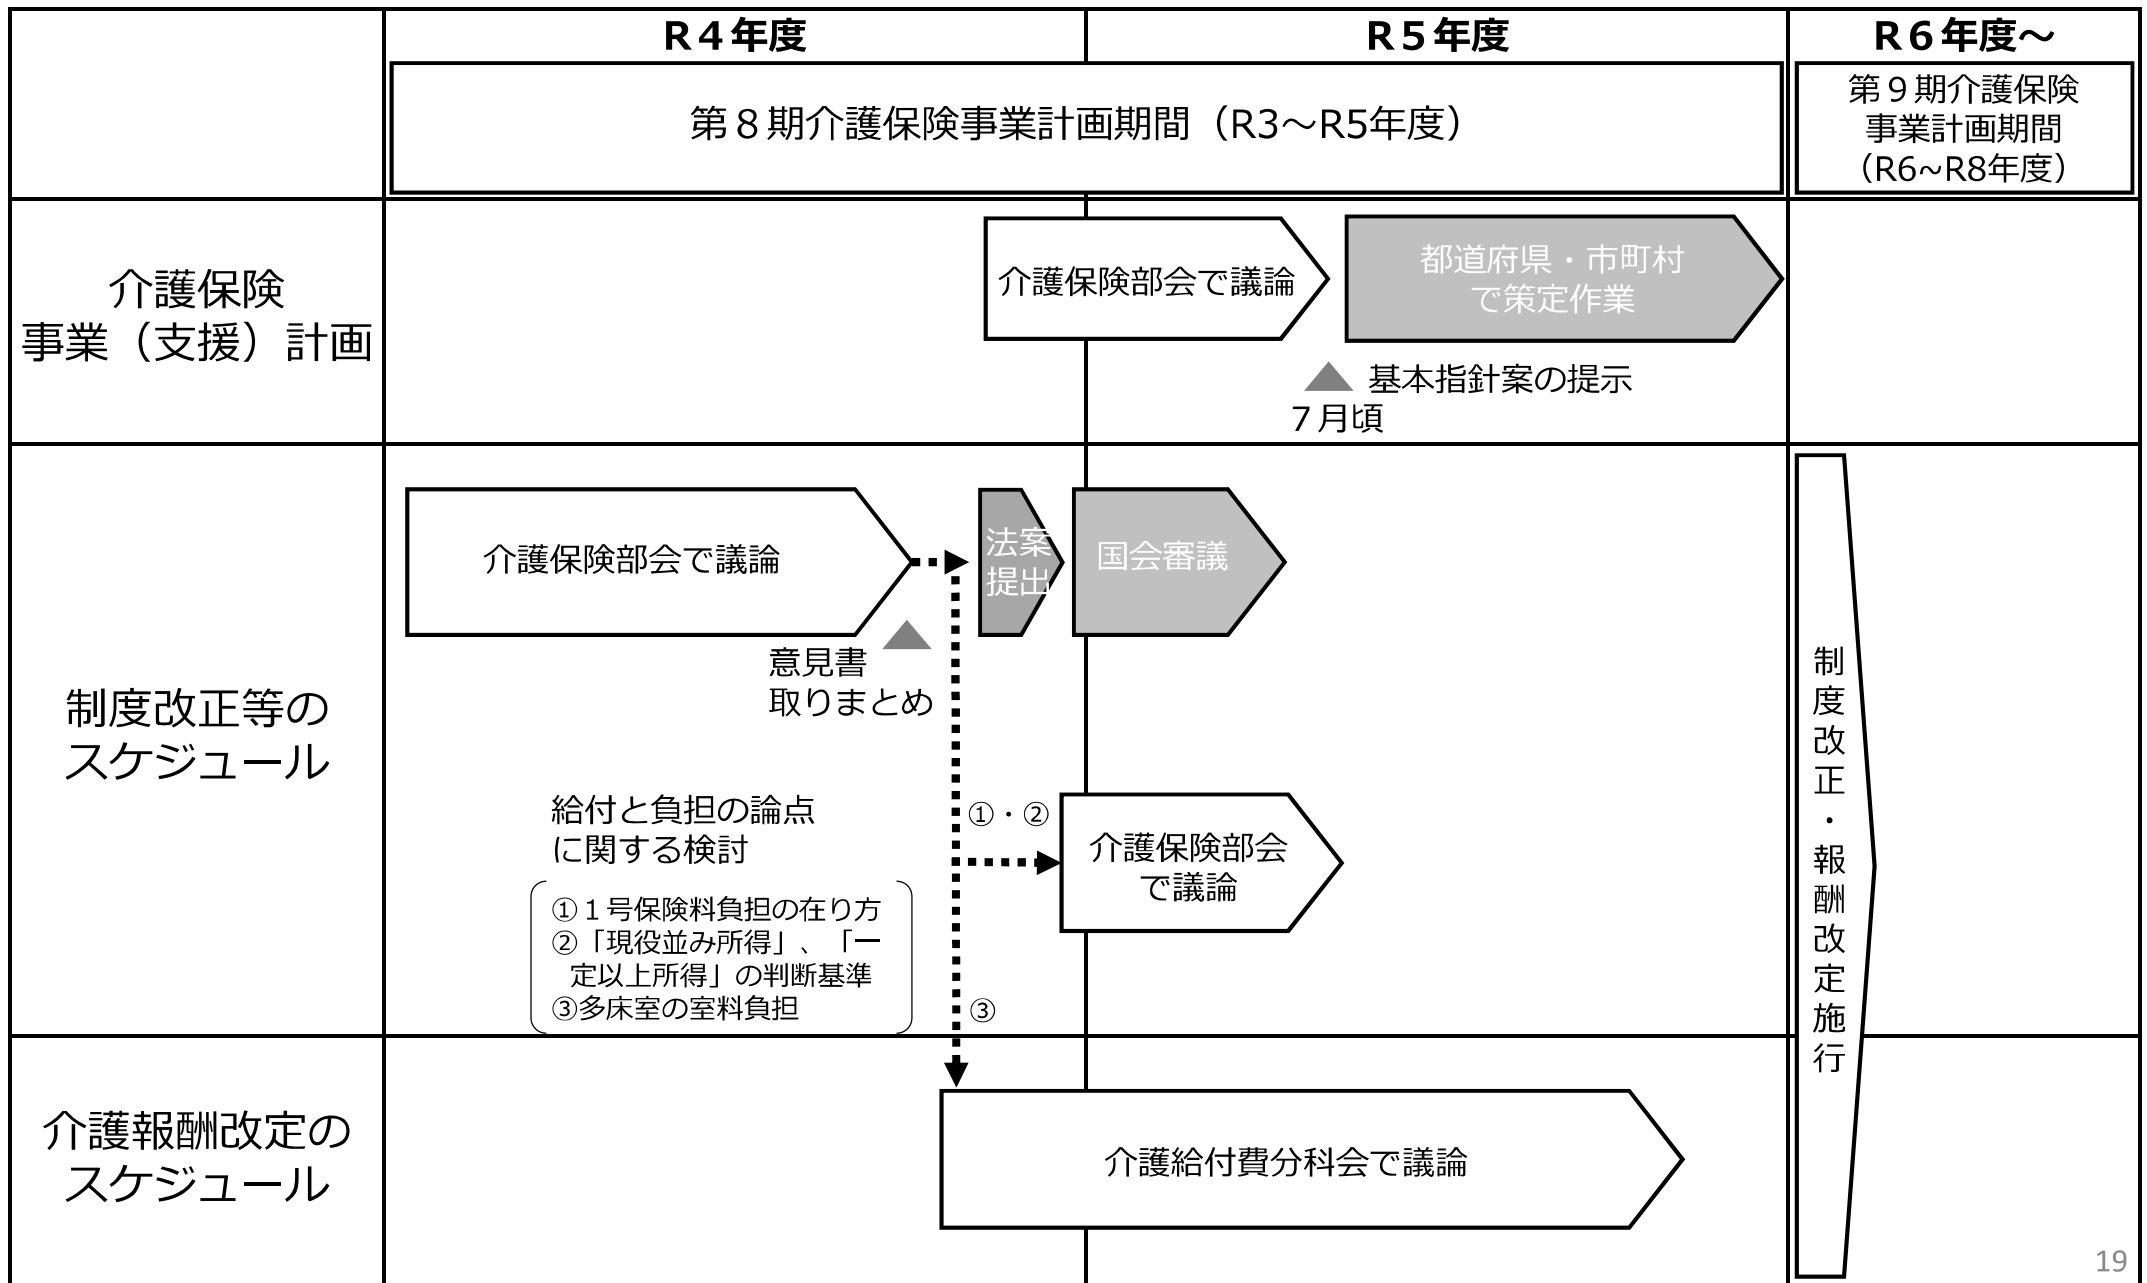 R４年度
R５年度
R６年度～
第８期介護保険事業計画期間（R3～R5年度）
第９期介護保険
事業計画期間
（R6~R8年度）
介護保険
事業（支援）計画
介護保険部会で議論
都道府県・市町村
で策定作業
基本指針案の提示
７月頃
制度改正等の
スケジュール
介護保険部会で議論
法案
提出
国会審議
意見書
取りまとめ
給付と負担の論点
に関する検討
①１号保険料負担の在り方
②「現役並み所得」、「一
定以上所得」の判断基準
③多床室の室料負担
①・②
介護保険部会
で議論
③
制度改正・報酬改定施行
介護報酬改定の
スケジュール
介護給付費分科会で議論
19